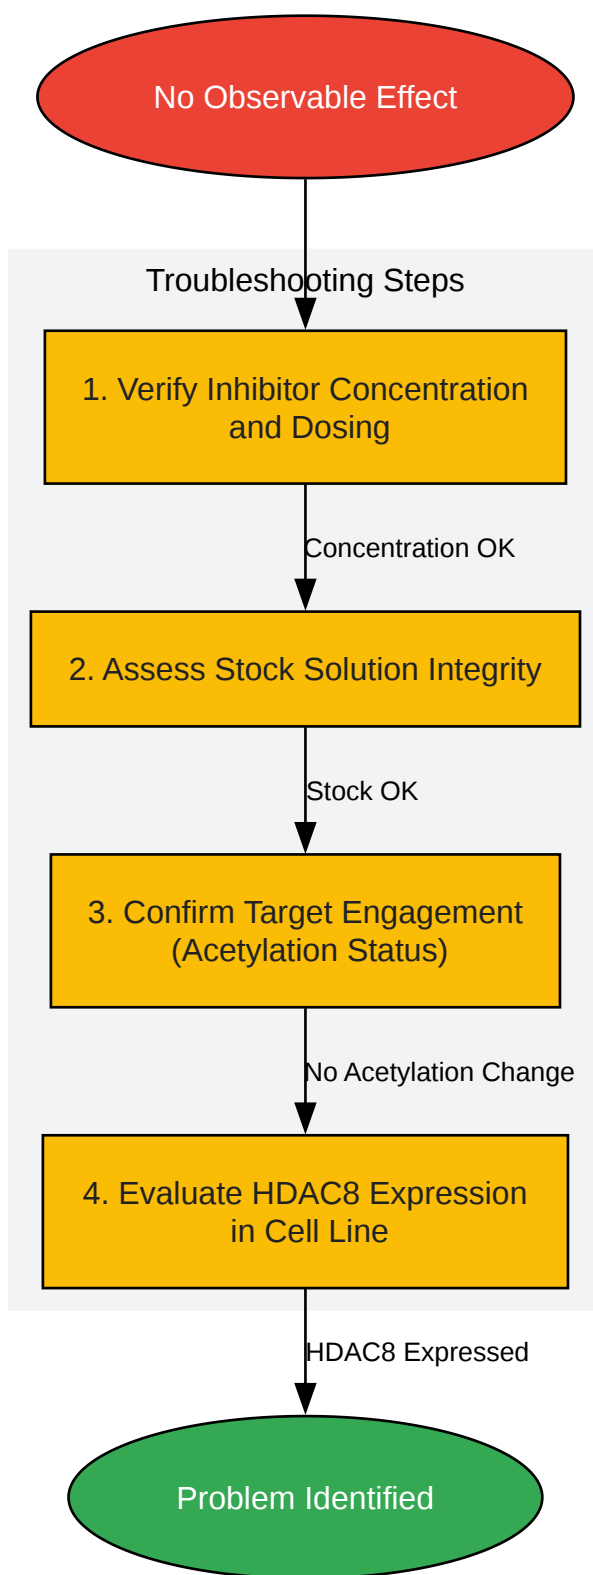 No Observable Effect
Troubleshooting Steps
1. Verify Inhibitor Concentration
and Dosing
Concentration OK
2. Assess Stock Solution Integrity
Stock OK
3. Confirm Target Engagement
(Acetylation Status)
No Acetylation Change
4. Evaluate HDAC8 Expression
in Cell Line
HDAC8 Expressed
Problem Identified